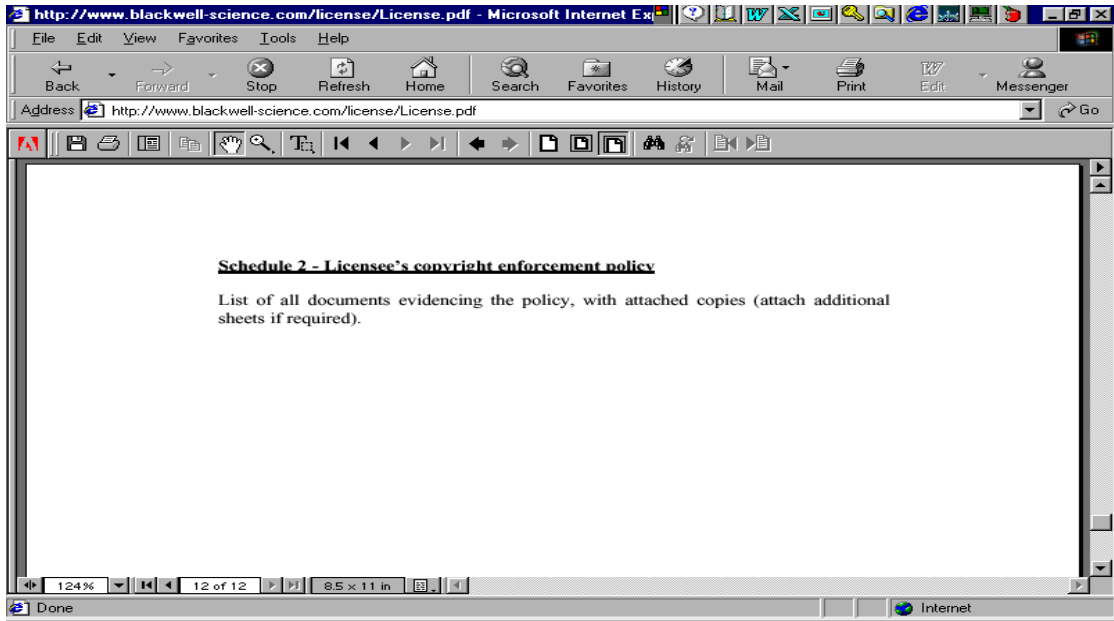 http://www.blackwell-science.com/license/License.pdf - Microsoft Internet Ex
File Edit View Favorites Tools Help
Back Forward Stop Refresh Home Search Favorites History Mail Print Edit Messenger
Address http://www.blackwell-science.com/license/License.pdf Go
Schedule 2 - Licensee's copyright enforcement policy
List of all documents evidencing the policy, with attached copies (attach additional
sheets if required).
124% 12 of 12 8.5 x 11 in
Done Internet